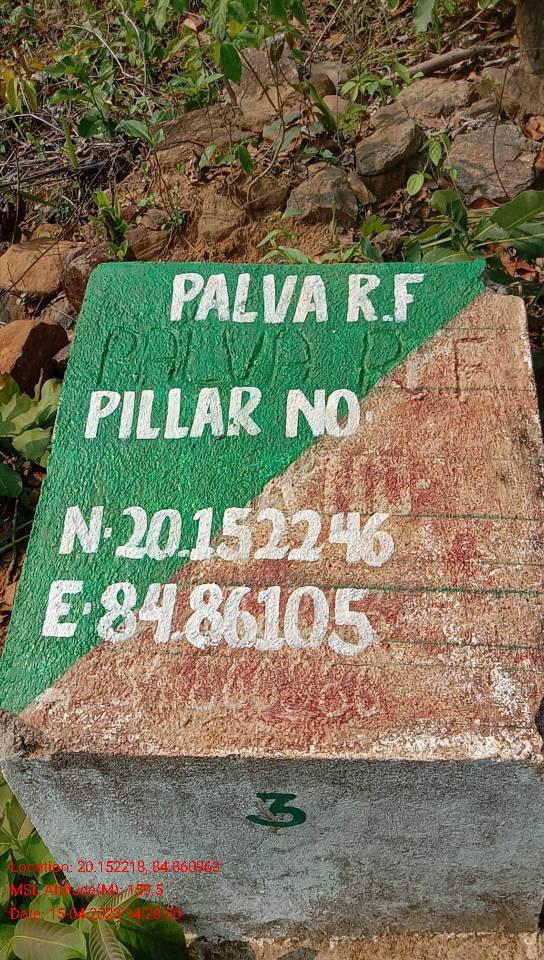 PALVA R.F
PALVA R F
PILLAR NO.
N.20.152246
E.84.86105
3
Location: 20.152218, 84.860963
MSL Altitude(M): 159.5
Date: 15-04-2023 14:28:50